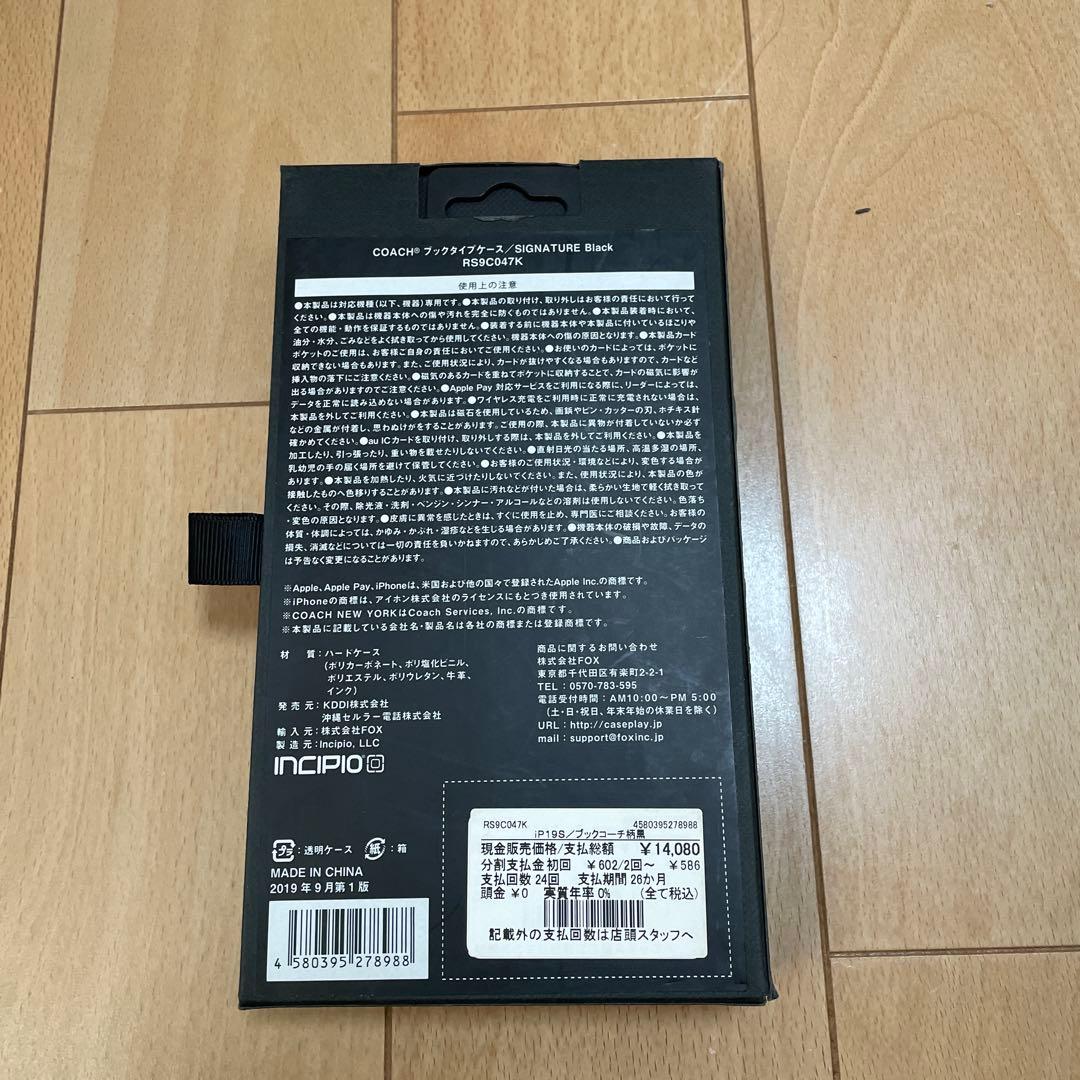 COACH® ブックタイプケース／SIGNATURE Black
RS9C047K
使用上の注意
●本製品は対応機種(以下、機器)専用です。●本製品の取り付け、取り外しはお客様の責任において行って
ください。●本製品は機器本体への傷や汚れを完全に防ぐものではありません。●本製品装着時において、
全ての機能・動作を保証するものではありません。●装着する前に機器本体や本製品に付いているほこりや
油分・水分、ごみなどをよく拭き取ってから使用してください。機器本体への傷の原因となります。●本製品カード
ポケットのご使用は、お客様ご自身の責任においてご使用ください。●お使いのカードによっては、ポケットに
収納できない場合もあります。また、ご使用状況により、カードが抜けやすくなる場合もありますので、カードなど
挿入物の落下にご注意ください。●磁気のあるカードを重ねてポケットに収納することで、カードの磁気に影響が
出る場合がありますのでご注意ください。●Apple Pay 対応サービスをご利用になる際に、リーダーによっては、
データを正常に読み込めない場合があります。●ワイヤレス充電をご利用時に正常に充電されない場合は、
本製品を外してご利用ください。●本製品は磁石を使用しているため、画鋲やピン・カッターの刃、ホチキス針
などの金属が付着し、思わぬけがをすることがあります。ご使用の際、本製品に異物が付着していないか必ず
確かめてください。●au ICカードを取り付け、取り外しする際は、本製品を外してご利用ください。●本製品を
加工したり、引っ張ったり、重い物を載せたりしないでください。●直射日光の当たる場所、高温多湿の場所、
乳幼児の手の届く場所を避けて保管してください。●お客様のご使用状況・環境などにより、変色する場合が
あります。●本製品を加熱したり、火気に近づけたりしないでください。また、使用状況により、本製品の色が
接触したものへ色移りすることがあります。●本製品に汚れなどが付いた場合は、柔らかい生地で軽く拭き取って
ください。その際、除光液・洗剤・ベンジン・シンナー・アルコールなどの溶剤は使用しないでください。色落ち
・変色の原因となります。●皮膚に異常を感じたときは、すぐに使用を止め、専門医にご相談ください。お客様の
体質・体調によっては、かゆみ・かぶれ・湿疹などを生じる場合があります。●機器本体の破損や故障、データの
損失、消滅などについては一切の責任を負いかねますので、あらかじめご了承ください。●商品およびパッケージ
は予告なく変更になることがあります。
※Apple、Apple Pay、iPhoneは、米国および他の国々で登録されたApple Inc.の商標です。
※iPhoneの商標は、アイホン株式会社のライセンスにもとづき使用されています。
※COACH NEW YORKはCoach Services, Inc.の商標です。
※本製品に記載している会社名・製品名は各社の商標または登録商標です。
材 質：ハードケース
(ポリカーボネート、ポリ塩化ビニル、
ポリエステル、ポリウレタン、牛革、
インク)
発 売 元：KDDI株式会社
沖縄セルラー電話株式会社
輸 入 元：株式会社FOX
製 造 元：Incipio, LLC
INCIPIO
商品に関するお問い合わせ
株式会社FOX
東京都千代田区有楽町2-2-1
TEL：0570-783-595
電話受付時間：AM10:00～PM 5:00
(土・日・祝日、年末年始の休業日を除く)
URL：http://caseplay.jp
mail：support@foxinc.jp
プラ：透明ケース 紙：箱
MADE IN CHINA
2019 年 9 月第 1 版
4 580395 278988
RS9C047K 4580395278988
iP19S／ブックコーチ柄黒
現金販売価格/支払総額 ￥14,080
分割支払金 初回 ￥602/2回～ ￥586
支払回数 24回 支払期間 26か月
頭金 ￥0 実質年率 0% (全て税込)
記載外の支払回数は店頭スタッフへ